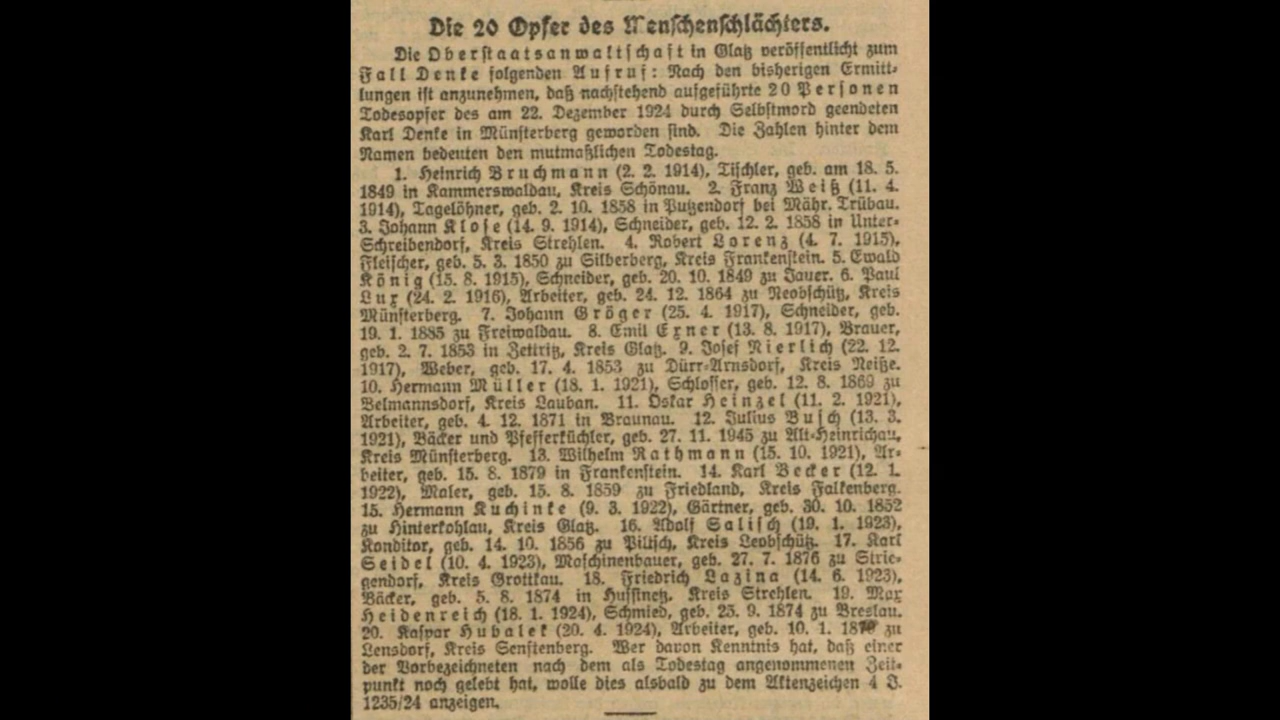 Die 20 Opfer des Menschenschlächters.
Die Oberstaatsanwaltschaft in Glatz veröffentlicht zum
Fall Denke folgenden Aufruf: Nach den bisherigen Ermitt-
lungen ist anzunehmen, daß nachstehend aufgeführte 20 Personen
Todesopfer des am 22. Dezember 1924 durch Selbstmord geendeten
Karl Denke in Münsterberg geworden sind. Die Zahlen hinter dem
Namen bedeuten den mutmaßlichen Todestag.
1. Heinrich Bruchmann (2. 2. 1914), Tischler, geb. am 18. 5.
1849 in Kammerswaldau, Kreis Schönau. 2. Franz Weiß (11. 4.
1914), Tagelöhner, geb. 2. 10. 1858 in Putzendorf bei Mähr. Trübau.
3. Johann Klose (14. 9. 1914), Schneider, geb. 12. 2. 1858 in Unter-
Schreibendorf, Kreis Strehlen. 4. Robert Lorenz (4. 7. 1915),
Fleischer, geb. 5. 3. 1850 zu Silberberg, Kreis Frankenstein. 5. Ewald
König (15. 8. 1915), Schneider, geb. 20. 10. 1849 zu Jauer. 6. Paul
Lux (24. 2. 1916), Arbeiter, geb. 24. 12. 1864 zu Neobschütz, Kreis
Münsterberg. 7. Johann Gröger (25. 4. 1917), Schneider, geb.
19. 1. 1885 zu Freiwaldau. 8. Emil Exner (13. 8. 1917), Brauer,
geb. 2. 7. 1853 in Zettritz, Kreis Glatz. 9. Josef Nierlich (22. 12.
1917), Weber, geb. 17. 4. 1853 zu Dürr-Arnsdorf, Kreis Neiße.
10. Hermann Müller (18. 1. 1921), Schlosser, geb. 12. 8. 1869 zu
Belmannsdorf, Kreis Lauban. 11. Oskar Heinzel (11. 2. 1921),
Arbeiter, geb. 4. 12. 1871 in Braunau. 12. Julius Busch (13. 3.
1921), Bäcker und Pfefferküchler, geb. 27. 11. 1945 zu Alt-Heinrichau,
Kreis Münsterberg. 13. Wilhelm Rathmann (15. 10. 1921), Ar-
beiter, geb. 15. 8. 1879 in Frankenstein. 14. Karl Becker (12. 1.
1922), Maler, geb. 15. 8. 1859 zu Friedland, Kreis Falkenberg.
15. Hermann Kuchinke (9. 3. 1922), Gärtner, geb. 30. 10. 1852
zu Hinterkohlau, Kreis Glatz. 16. Adolf Salisch (19. 1. 1923),
Konditor, geb. 14. 10. 1856 zu Piltsch, Kreis Leobschütz. 17. Karl
Seidel (10. 4. 1923), Maschinenbauer, geb. 27. 7. 1876 zu Strie-
gendorf, Kreis Grottkau. 18. Friedrich Lazina (14. 6. 1923),
Bäcker, geb. 5. 8. 1874 in Hussinetz, Kreis Strehlen. 19. Max
Heidenreich (18. 1. 1924), Schmied, geb. 25. 9. 1874 zu Breslau.
20. Kaspar Hubalek (20. 4. 1924), Arbeiter, geb. 10. 1. zu
Lensdorf, Kreis Senftenberg. Wer davon Kenntnis hat, daß einer
der Vorbezeichneten nach dem als Todestag angenommenen Zeit-
punkt noch gelebt hat, wolle dies alsbald zu dem Aktenzeichen 4 J.
1235/24 anzeigen.